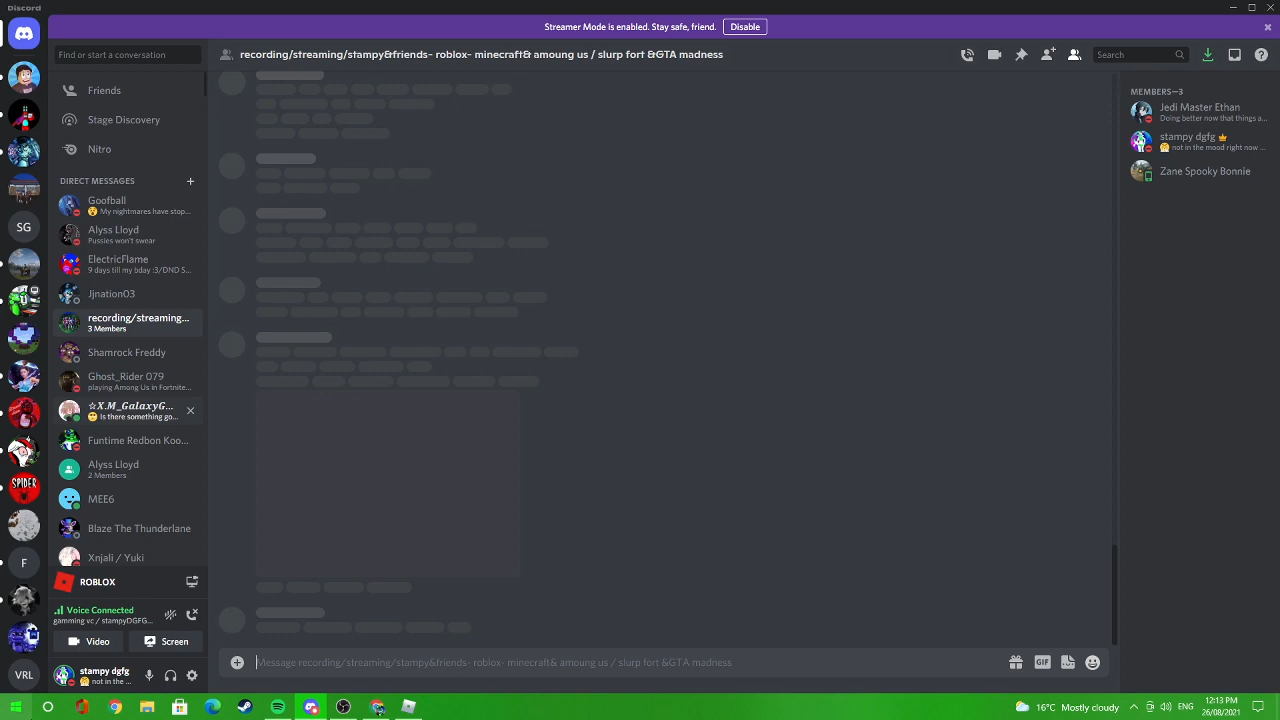 Discord
Streamer Mode is enabled. Stay safe, friend. Disable
Find or start a conversation
recording/streaming/stampy&friends- roblox- minecraft& amoung us / slurp fort &GTA madness
Search
Friends
Stage Discovery
Nitro
DIRECT MESSAGES
Goofball
My nightmares have stop...
Alyss Lloyd
Pussies won't swear
ElectricFlame
9 days till my bday :3/DND S...
Jjnation03
recording/streaming...
3 Members
Shamrock Freddy
Ghost_Rider 079
playing Among Us in Fortnite...
☆X.M_GalaxyG...
Is there something go...
Funtime Redbon Koo...
Alyss Lloyd
2 Members
MEE6
Blaze The Thunderlane
Xnjali / Yuki
SG
F
VRL
SPIDER
ROBLOX
Voice Connected
gaming vc / stampyDGFG...
Video
Screen
stampy dgfg
not in the ...
Message recording/streaming/stampy&friends- roblox- minecraft& amoung us / slurp fort &GTA madness
GIF
MEMBERS—3
Jedi Master Ethan
Doing better now that things a...
stampy dgfg
not in the mood right now ...
Zane Spooky Bonnie
16°C Mostly cloudy
ENG
12:13 PM
26/08/2021